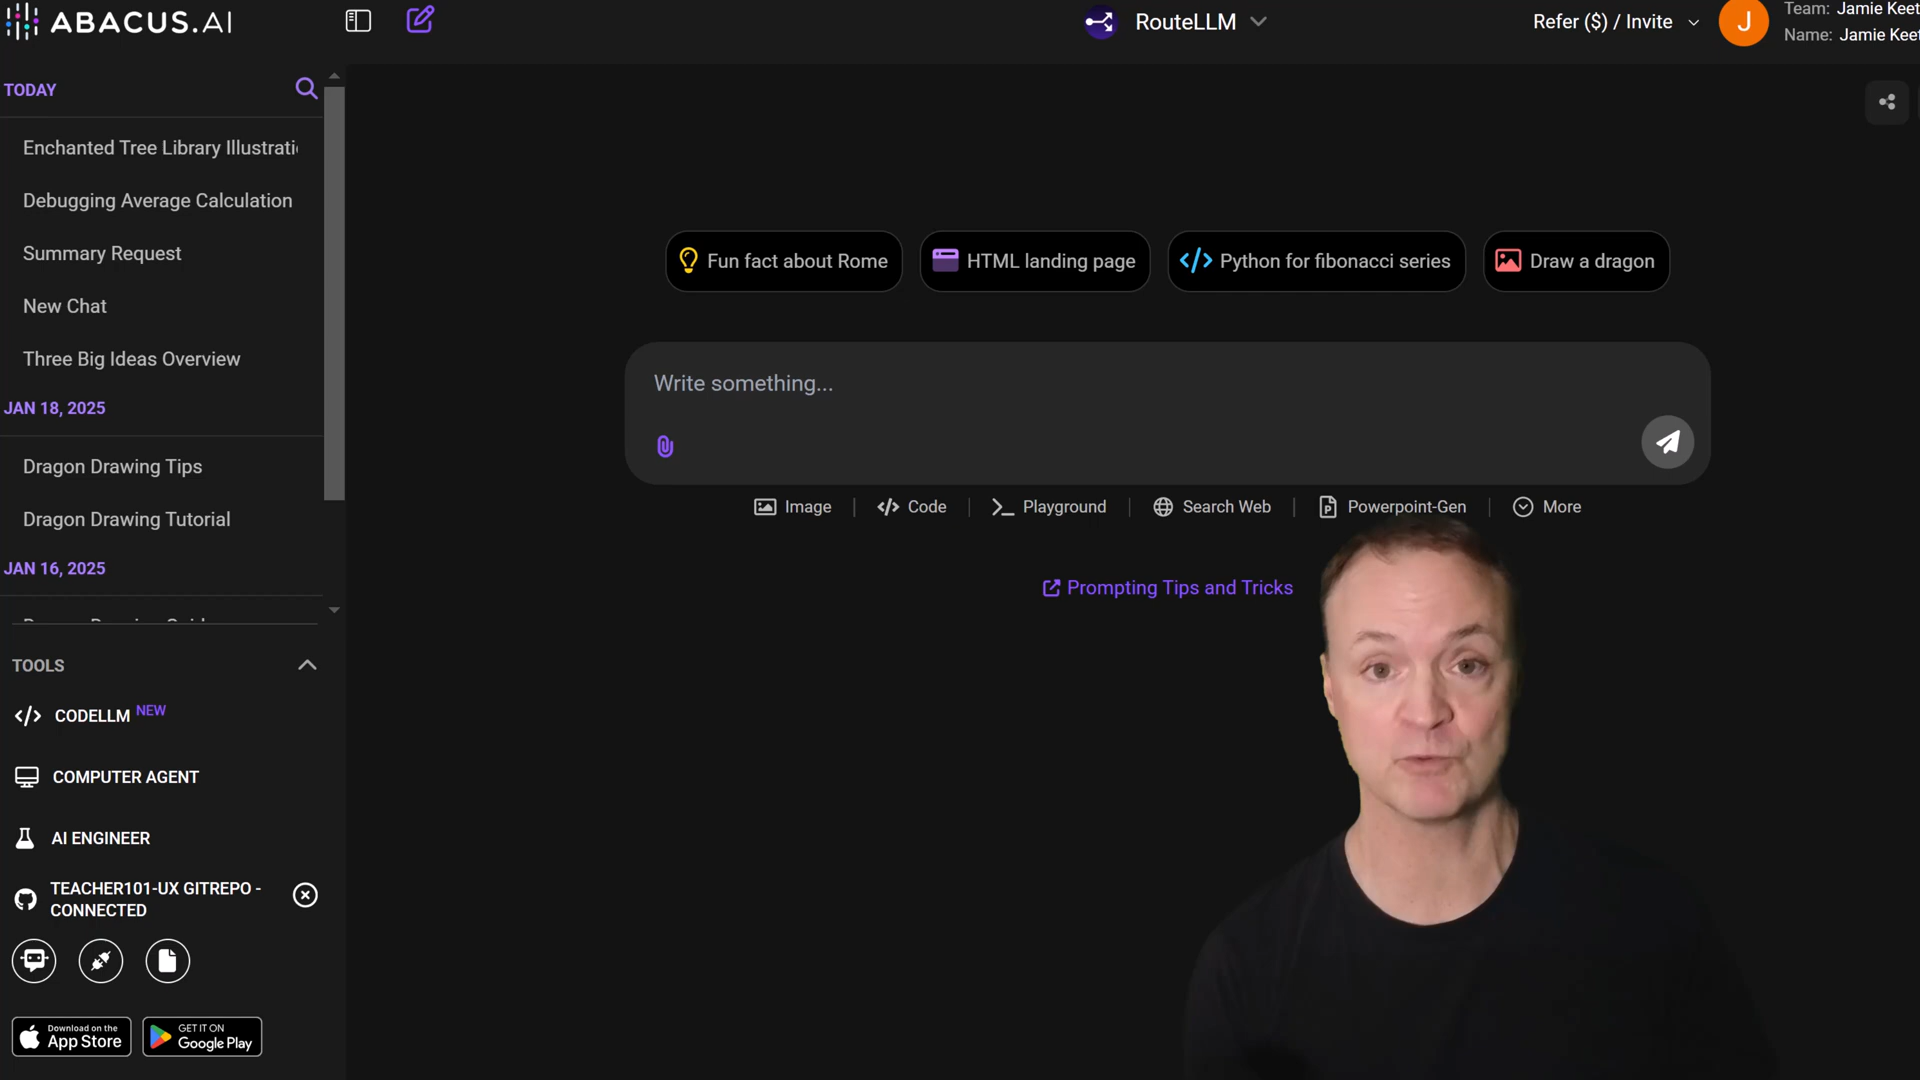 ABACUS.AI
RouteLLM
Refer ($) / Invite
J
Team: Jamie Keet
Name: Jamie Keet
TODAY
Enchanted Tree Library Illustrati
Debugging Average Calculation
Summary Request
New Chat
Three Big Ideas Overview
JAN 18, 2025
Dragon Drawing Tips
Dragon Drawing Tutorial
JAN 16, 2025
TOOLS
CODELLM NEW
COMPUTER AGENT
AI ENGINEER
TEACHER101-UX GITREPO -
CONNECTED
Download on the
App Store
GET IT ON
Google Play
Fun fact about Rome
HTML landing page
Python for fibonacci series
Draw a dragon
Write something...
Image
Code
Playground
Search Web
Powerpoint-Gen
More
Prompting Tips and Tricks